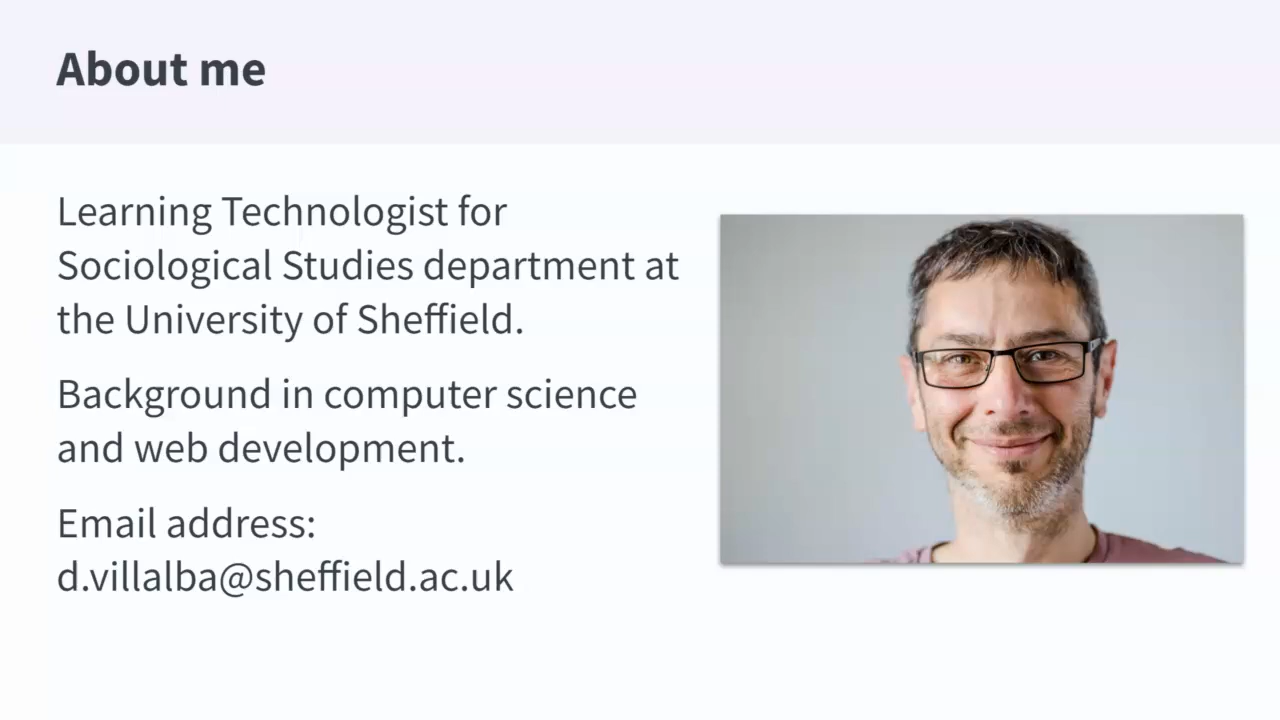 About me
Learning Technologist for
Sociological Studies department at
the University of Sheffield.
Background in computer science
and web development.
Email address:
d.villalba@sheffield.ac.uk